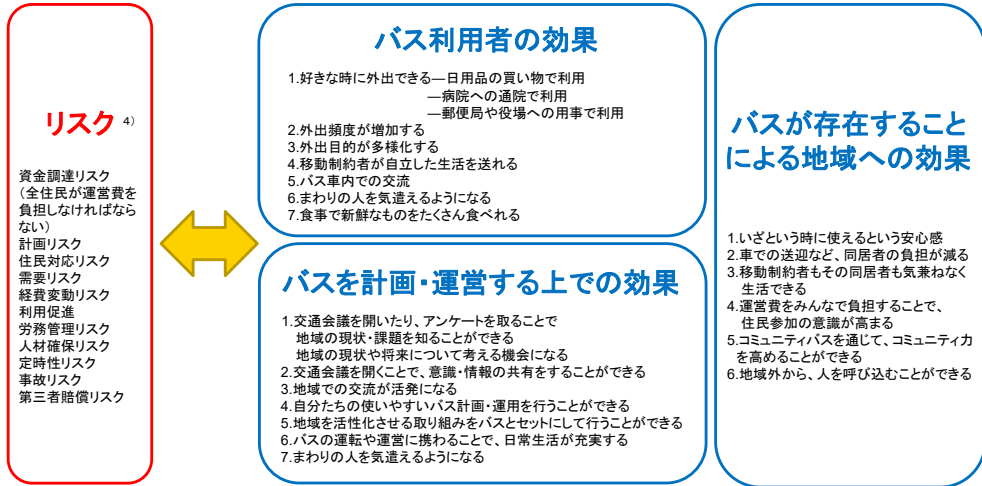 リスク 4)
資金調達リスク
(全住民が運営費を
負担しなければなら
ない)
計画リスク
住民対応リスク
需要リスク
経費変動リスク
利用促進
労務管理リスク
人材確保リスク
定時性リスク
事故リスク
第三者賠償リスク
バス利用者の効果
1.好きな時に外出できる―日用品の買い物で利用
―病院への通院で利用
―郵便局や役場への用事で利用
2.外出頻度が増加する
3.外出目的が多様化する
4.移動制約者が自立した生活を送れる
5.バス車内での交流
6.まわりの人を気遣えるようになる
7.食事で新鮮なものをたくさん食べれる
バスを計画・運営する上での効果
1.交通会議を開いたり、アンケートを取ることで
地域の現状・課題を知ることができる
地域の現状や将来について考える機会になる
2.交通会議を開くことで、意識・情報の共有をすることができる
3.地域での交流が活発になる
4.自分たちの使いやすいバス計画・運用を行うことができる
5.地域を活性化させる取り組みをバスとセットにして行うことができる
6.バスの運転や運営に携わることで、日常生活が充実する
7.まわりの人を気遣えるようになる
バスが存在すること
による地域への効果
1.いざという時に使えるという安心感
2.車での送迎など、同居者の負担が減る
3.移動制約者もその同居者も気兼ねなく
生活できる
4.運営費をみんなで負担することで、
住民参加の意識が高まる
5.コミュニティバスを通じて、コミュニティカ
を高めることができる
6.地域外から、人を呼び込むことができる